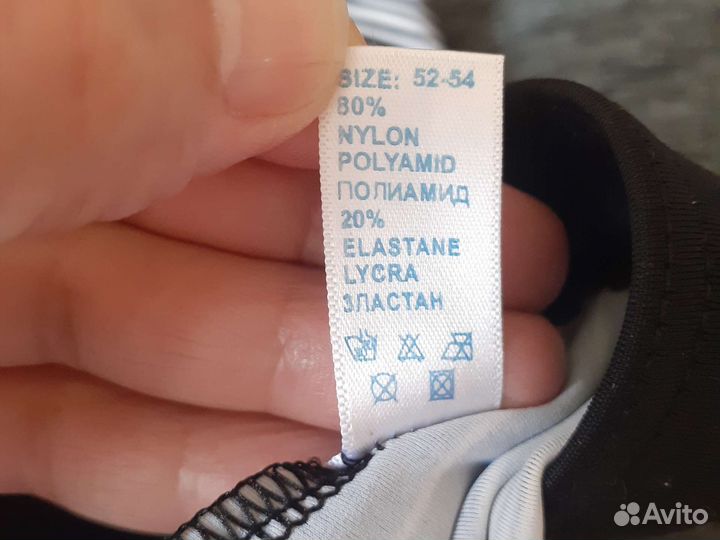 SIZE: 52-54
80%
NYLON
POLYAMID
ПОЛИАМИД
20%
ELASTANE
LYCRA
ЭЛАСТАН
Avito